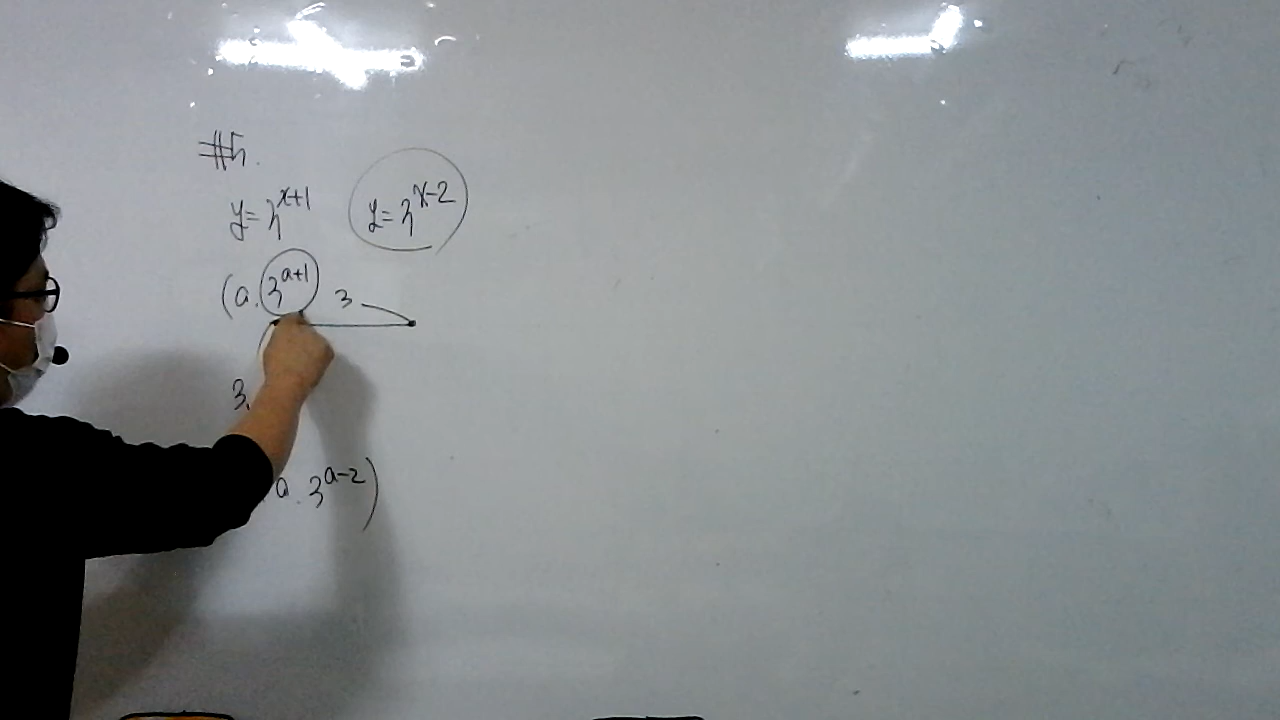 #5.
y=3^{x+1} y=3^{x-2}
(a. 3^{a+1}
3
3.
a. 3^{a-2})